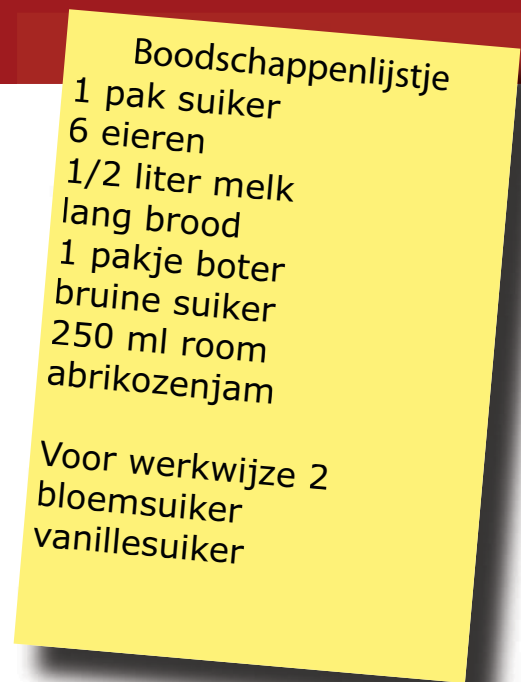 Boodschappenlijstje
1 pak suiker
6 eieren
1/2 liter melk
lang brood
1 pakje boter
bruine suiker
250 ml room
abrikozenjam
Voor werkwijze 2
bloemsuiker
vanillesuiker